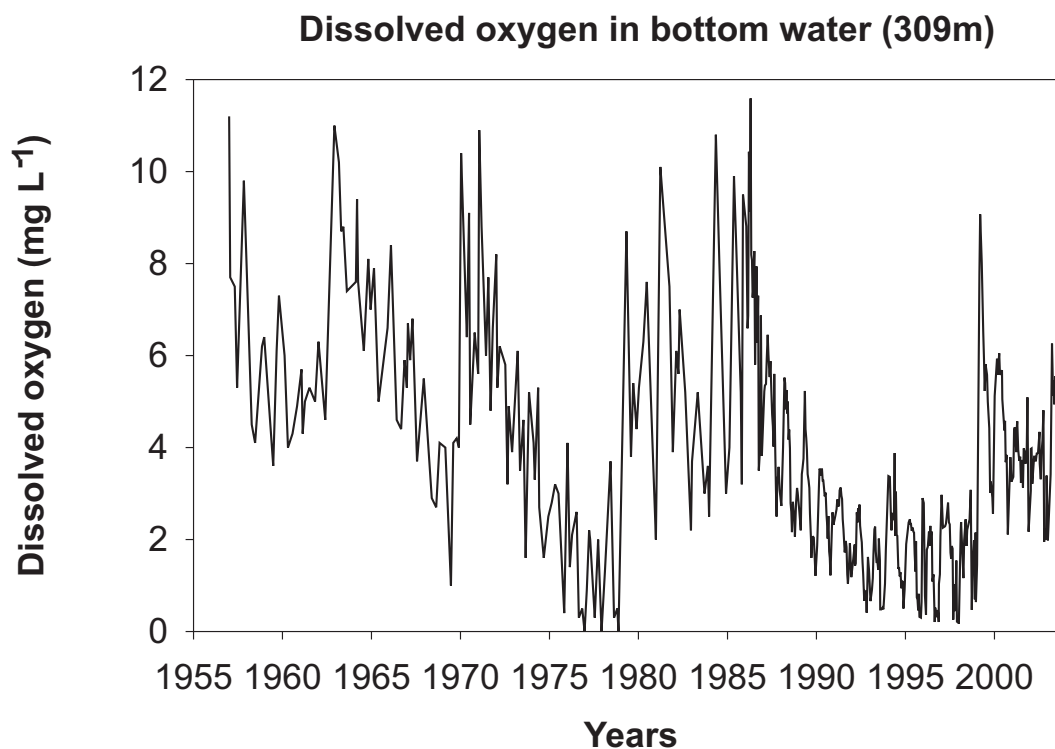 Dissolved oxygen in bottom water (309m)
Dissolved oxygen (mg L-1)
12
10
8
6
4
2
0
1955 1960 1965 1970 1975 1980 1985 1990 1995 2000
Years